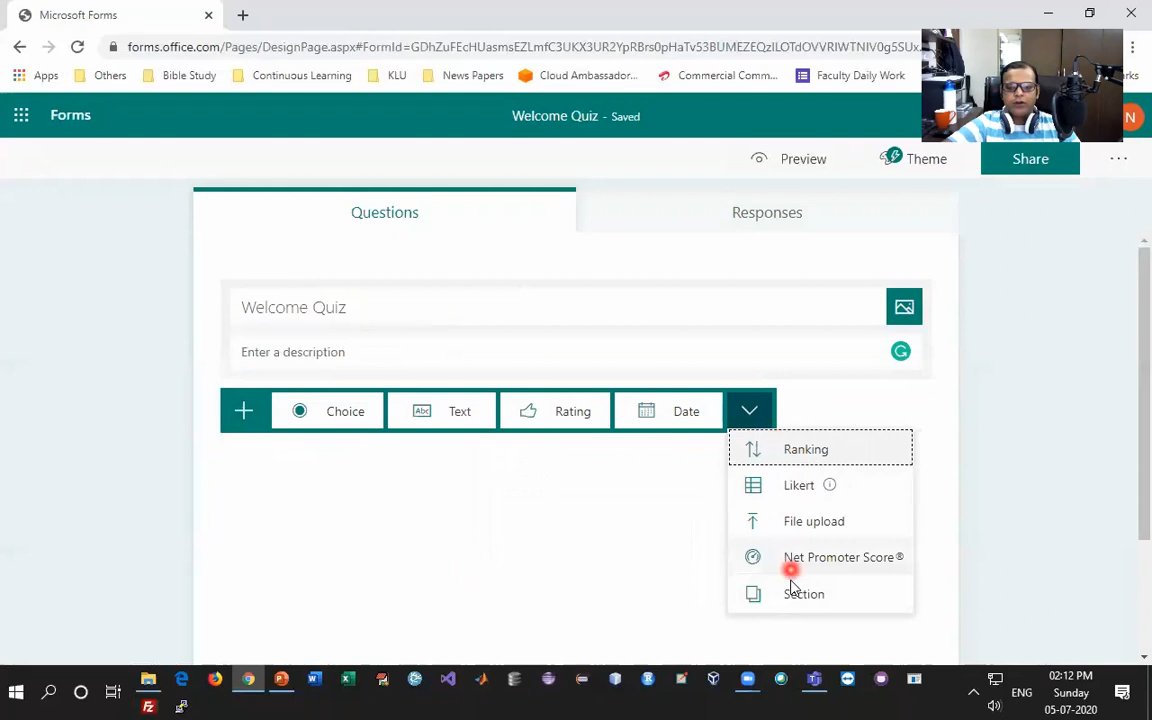 Microsoft Forms
forms.office.com/Pages/DesignPage.aspx#FormId=
Apps
Others
Bible Study
Continuous Learning
KLU
News Papers
Cloud Ambassador...
Commercial Comm...
Faculty Daily Work
Forms
Welcome Quiz - Saved
N
Preview
Theme
Share
Questions
Responses
Welcome Quiz
Enter a description
Choice
Abc
Text
Rating
Date
Ranking
Likert
File upload
Net Promoter Score®
Section
ENG
02:12 PM
Sunday
05-07-2020